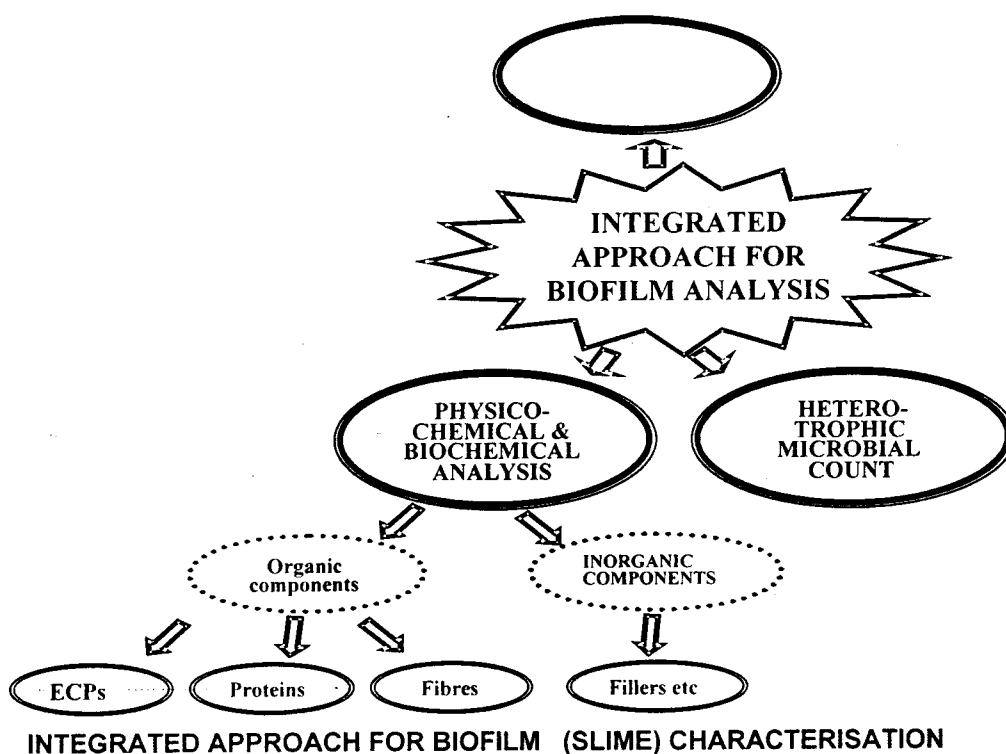 INTEGRATED
APPROACH FOR
BIOFILM ANALYSIS
PHYSICO-
CHEMICAL &
BIOCHEMICAL
ANALYSIS
HETERO-
TROPHIC
MICROBIAL
COUNT
Organic
components
INORGANIC
COMPONENTS
ECPs
Proteins
Fibres
Fillers etc
INTEGRATED APPROACH FOR BIOFILM (SLIME) CHARACTERISATION